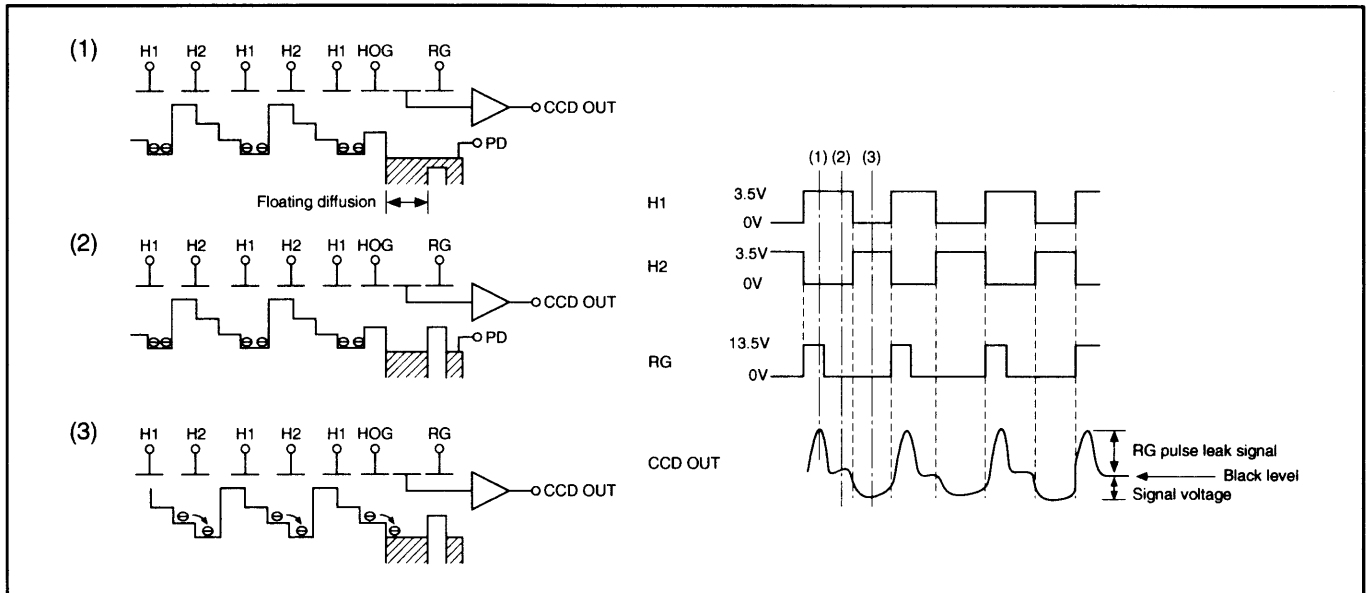 (1)
H1 H2 H1 H2 H1 HOG RG
CCD OUT
PD
Floating diffusion
(2)
H1 H2 H1 H2 H1 HOG RG
CCD OUT
PD
(3)
H1 H2 H1 H2 H1 HOG RG
CCD OUT
(1) (2) (3)
H1
3.5V
0V
H2
3.5V
0V
RG
13.5V
0V
CCD OUT
RG pulse leak signal
Black level
Signal voltage